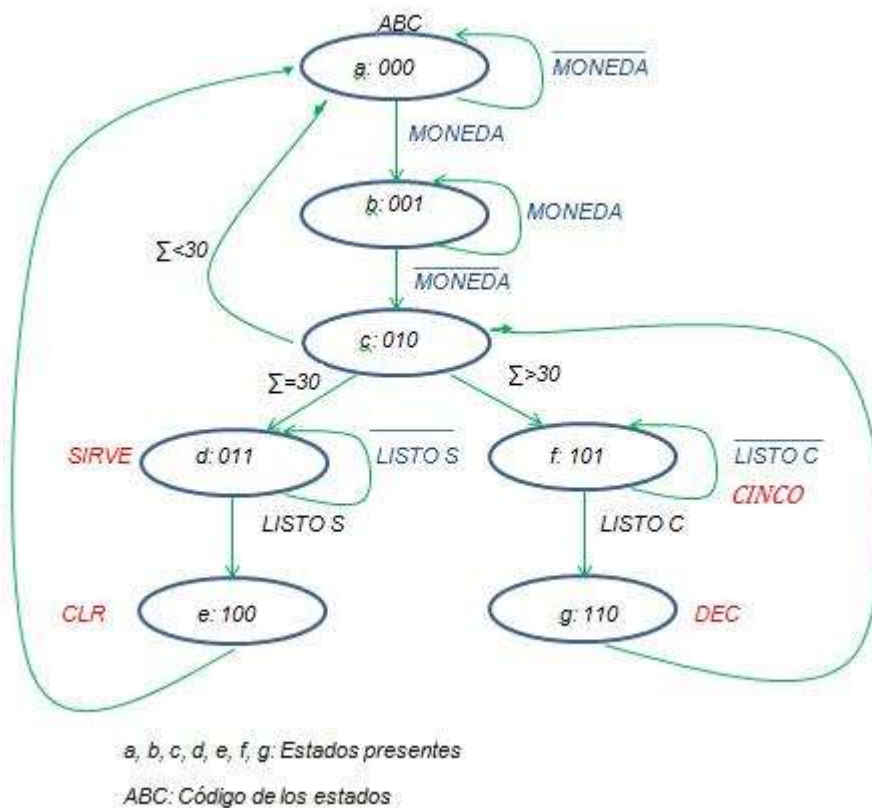 ABC
a: 000
MONEDA
MONEDA
b: 001
MONEDA
MONEDA
∑<30
c: 010
∑=30
∑>30
SIRVE
d: 011
LISTO S
f: 101
LISTO C
CINCO
LISTO S
LISTO C
CLR
e: 100
g: 110
DEC
a, b, c, d, e, f, g: Estados presentes
ABC: Código de los estados